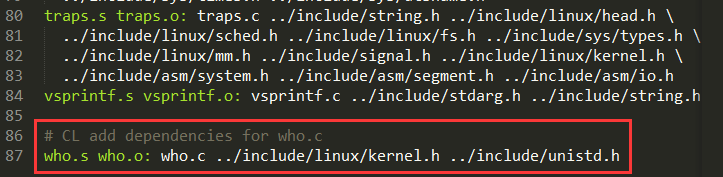 80 traps.s traps.o: traps.c ../include/string.h ../include/linux/head.h \
81 ../include/linux/sched.h ../include/linux/fs.h ../include/sys/types.h \
82 ../include/linux/mm.h ../include/signal.h ../include/linux/kernel.h \
83 ../include/asm/system.h ../include/asm/segment.h ../include/asm/io.h
84 vsprintf.s vsprintf.o: vsprintf.c ../include/stdarg.h ../include/string.h
85
86 # CL add dependencies for who.c
87 who.s who.o: who.c ../include/linux/kernel.h ../include/unistd.h